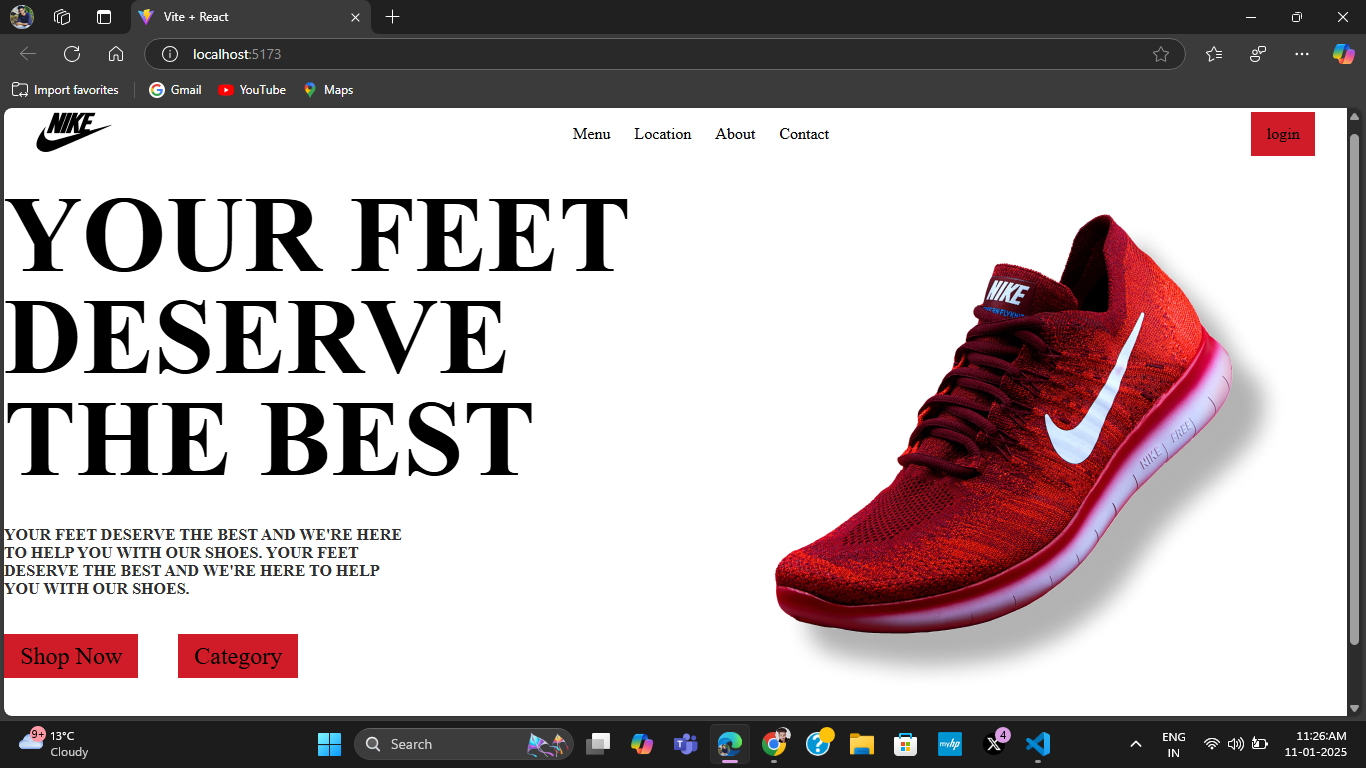 Vite + React
localhost:5173
Import favorites Gmail YouTube Maps
NIKE Menu Location About Contact login
YOUR FEET
DESERVE
THE BEST
NIKE
NIKE FREE
YOUR FEET DESERVE THE BEST AND WE'RE HERE
TO HELP YOU WITH OUR SHOES. YOUR FEET
DESERVE THE BEST AND WE'RE HERE TO HELP
YOU WITH OUR SHOES.
Shop Now Category
9+ 13°C
Cloudy
Search
myhp
4
ENG
IN
11:26:AM
11-01-2025